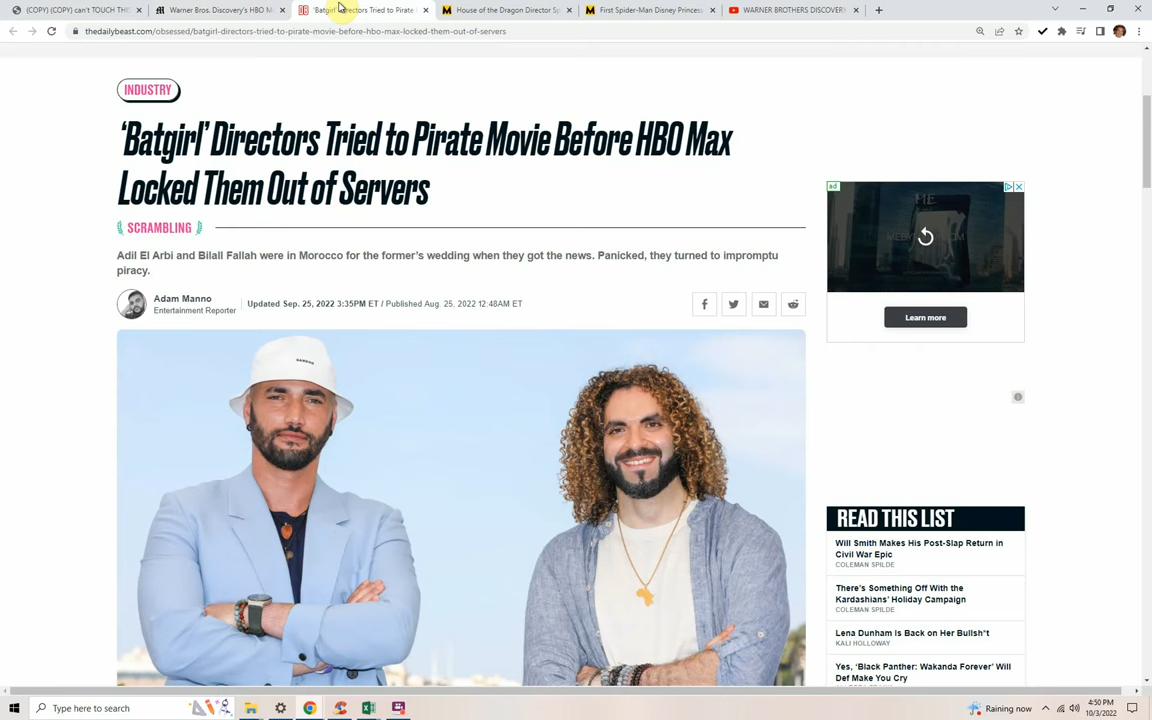 (COPY) (COPY) can't TOUCH THIS
Warner Bros. Discovery's HBO M
'Batgirl' Directors Tried to Pirate
House of the Dragon Director Sp
First Spider-Man Disney Princess
WARNER BROTHERS DISCOVERY
thedailybeast.com/obsessed/batgirl-directors-tried-to-pirate-movie-before-hbo-max-locked-them-out-of-servers
INDUSTRY
'Batgirl' Directors Tried to Pirate Movie Before HBO Max
Locked Them Out of Servers
SCRAMBLING
Adil El Arbi and Bilall Fallah were in Morocco for the former's wedding when they got the news. Panicked, they turned to impromptu
piracy.
Adam Manno
Entertainment Reporter
Updated Sep. 25, 2022 3:35PM ET / Published Aug. 25, 2022 12:48AM ET
ad
Learn more
READ THIS LIST
Will Smith Makes His Post-Slap Return in
Civil War Epic
COLEMAN SPILDE
There's Something Off With the
Kardashians' Holiday Campaign
COLEMAN SPILDE
Lena Dunham Is Back on Her Bullsh*t
KALI HOLLOWAY
Yes, 'Black Panther: Wakanda Forever' Will
Def Make You Cry
Type here to search
Raining now
4:50 PM
10/3/2022